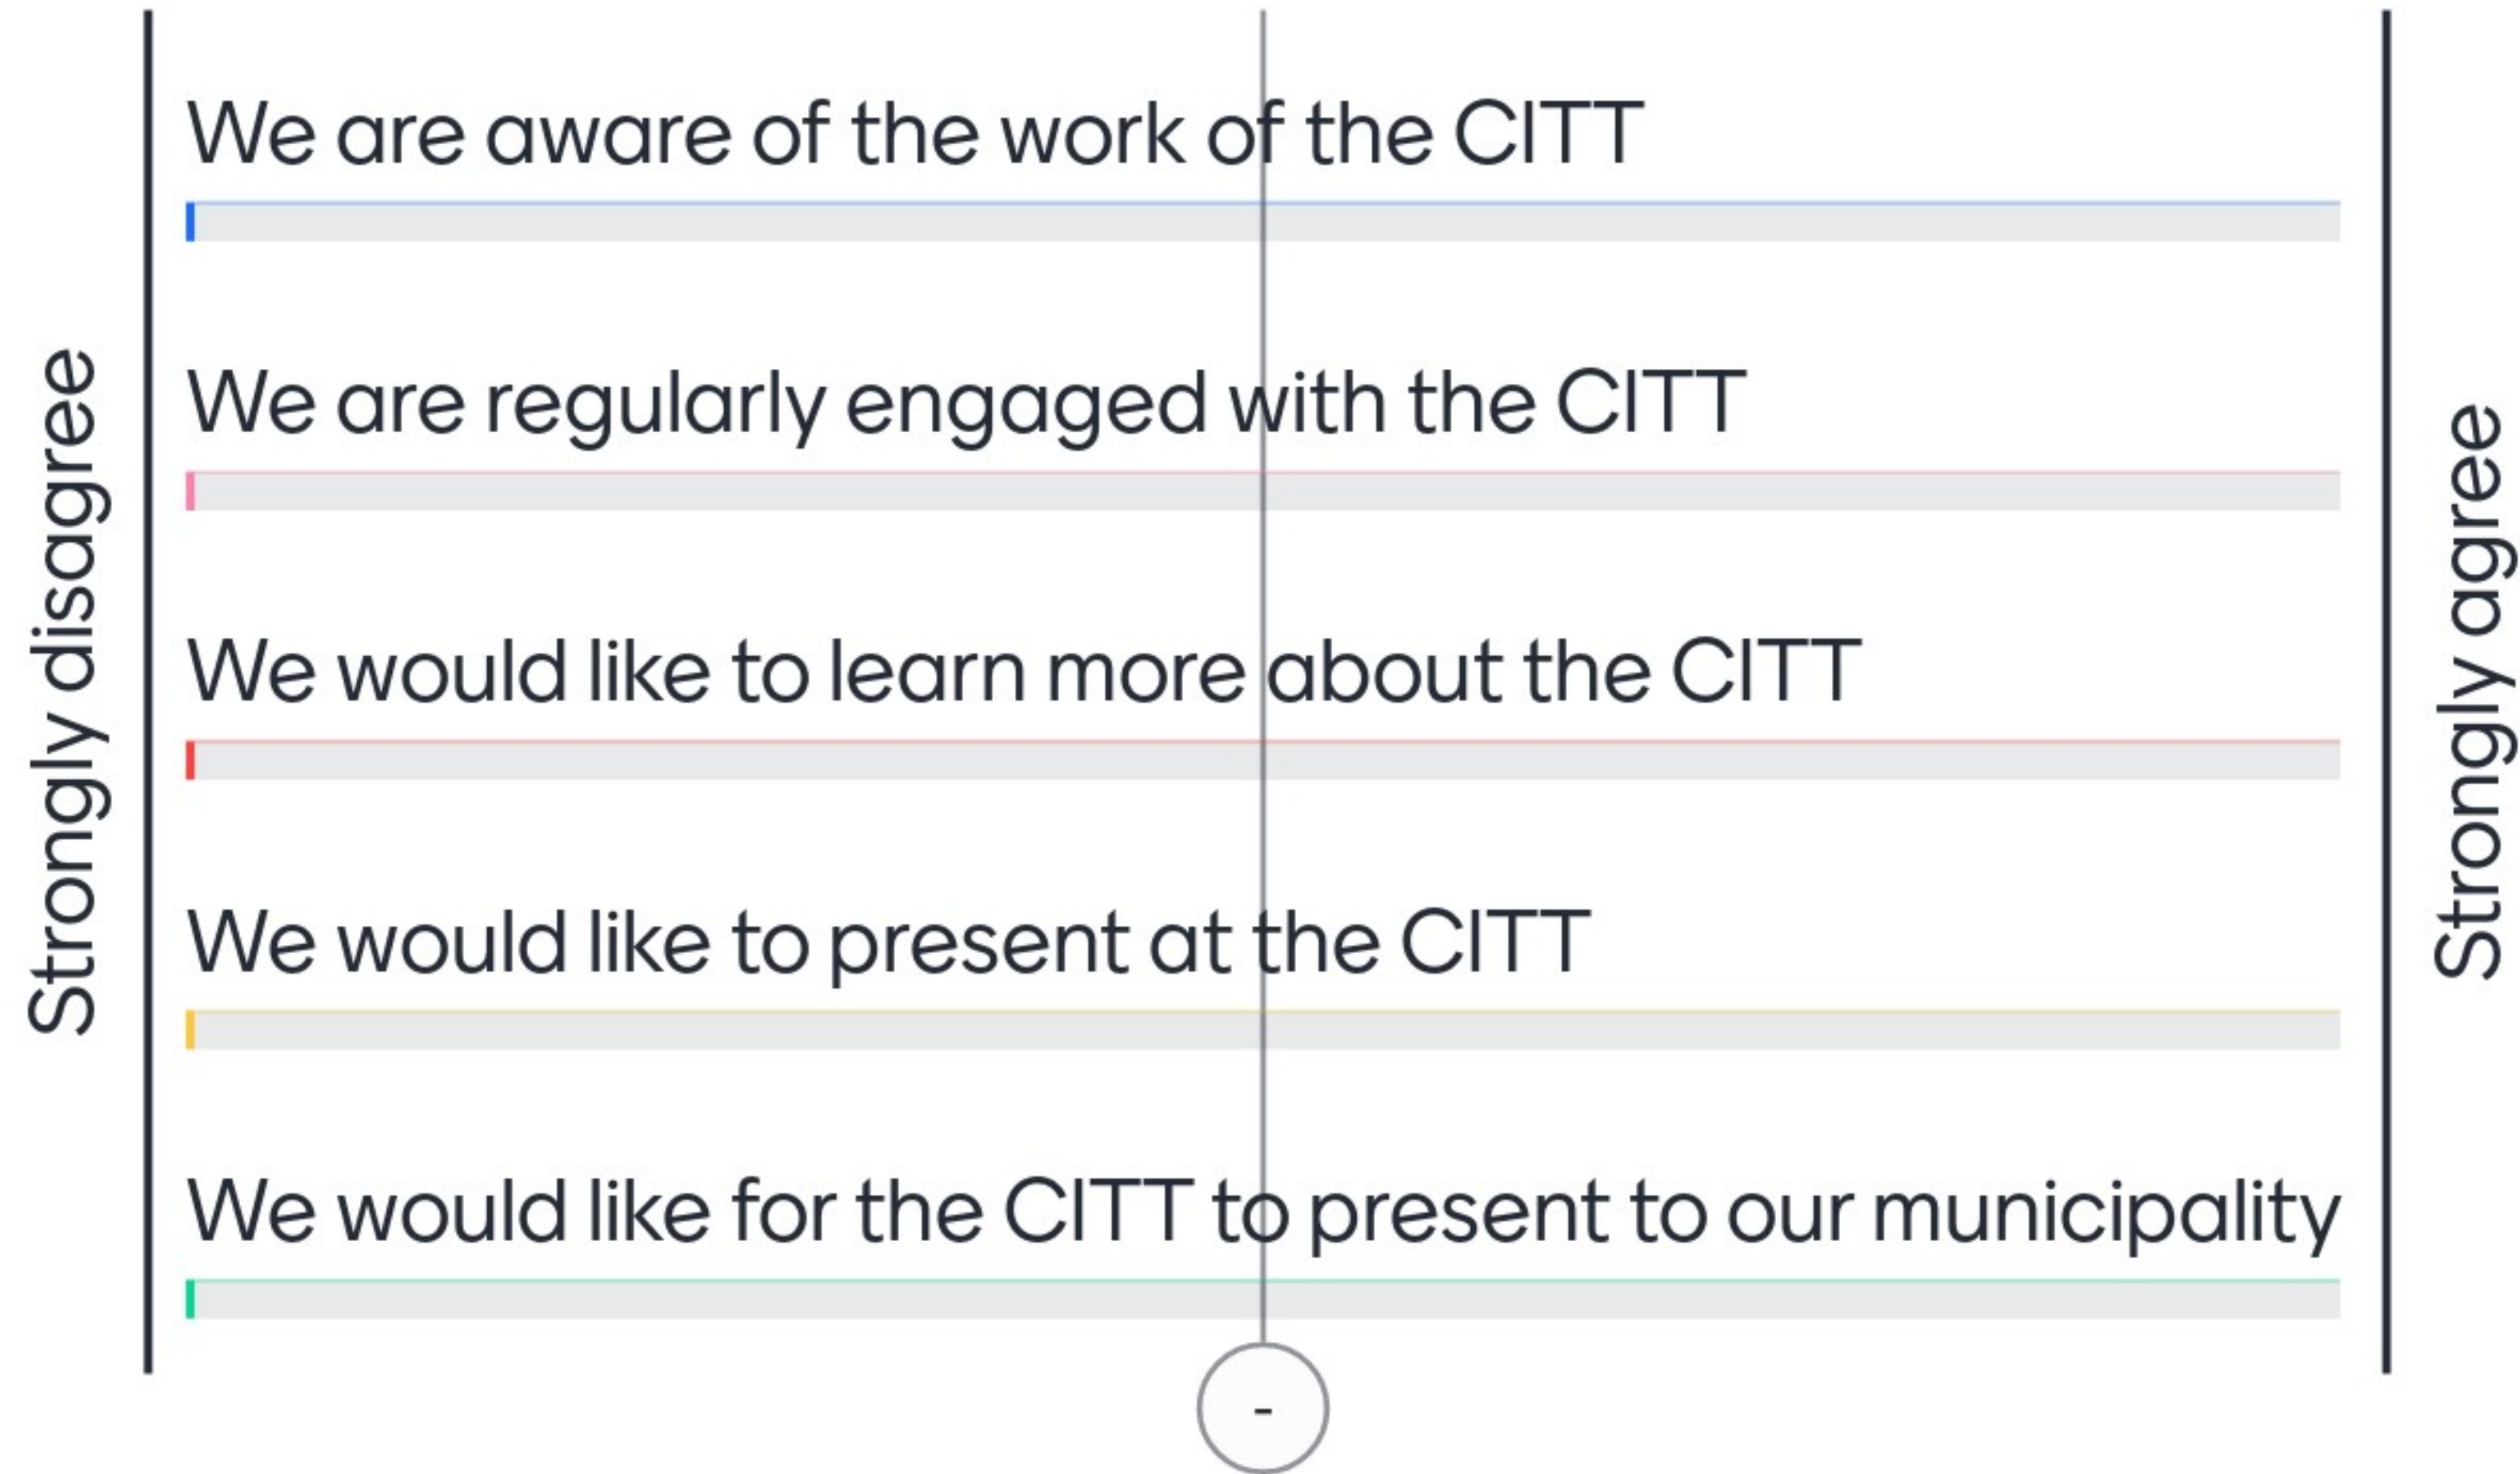 Strongly disagree
We are aware of the work of the CITT
We are regularly engaged with the CITT
We would like to learn more about the CITT
We would like to present at the CITT
We would like for the CITT to present to our municipality
Strongly agree
-